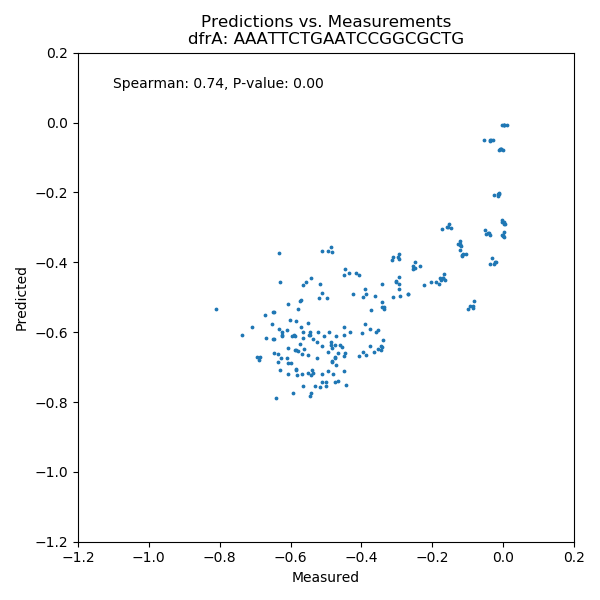 Predictions vs. Measurements
dfrA: AAATTCTGAATCCGGCGCTG
Spearman: 0.74, P-value: 0.00
0.2
0.0
−0.2
−0.4
−0.6
−0.8
−1.0
−1.2
Predicted
−1.2 −1.0 −0.8 −0.6 −0.4 −0.2 0.0 0.2
Measured